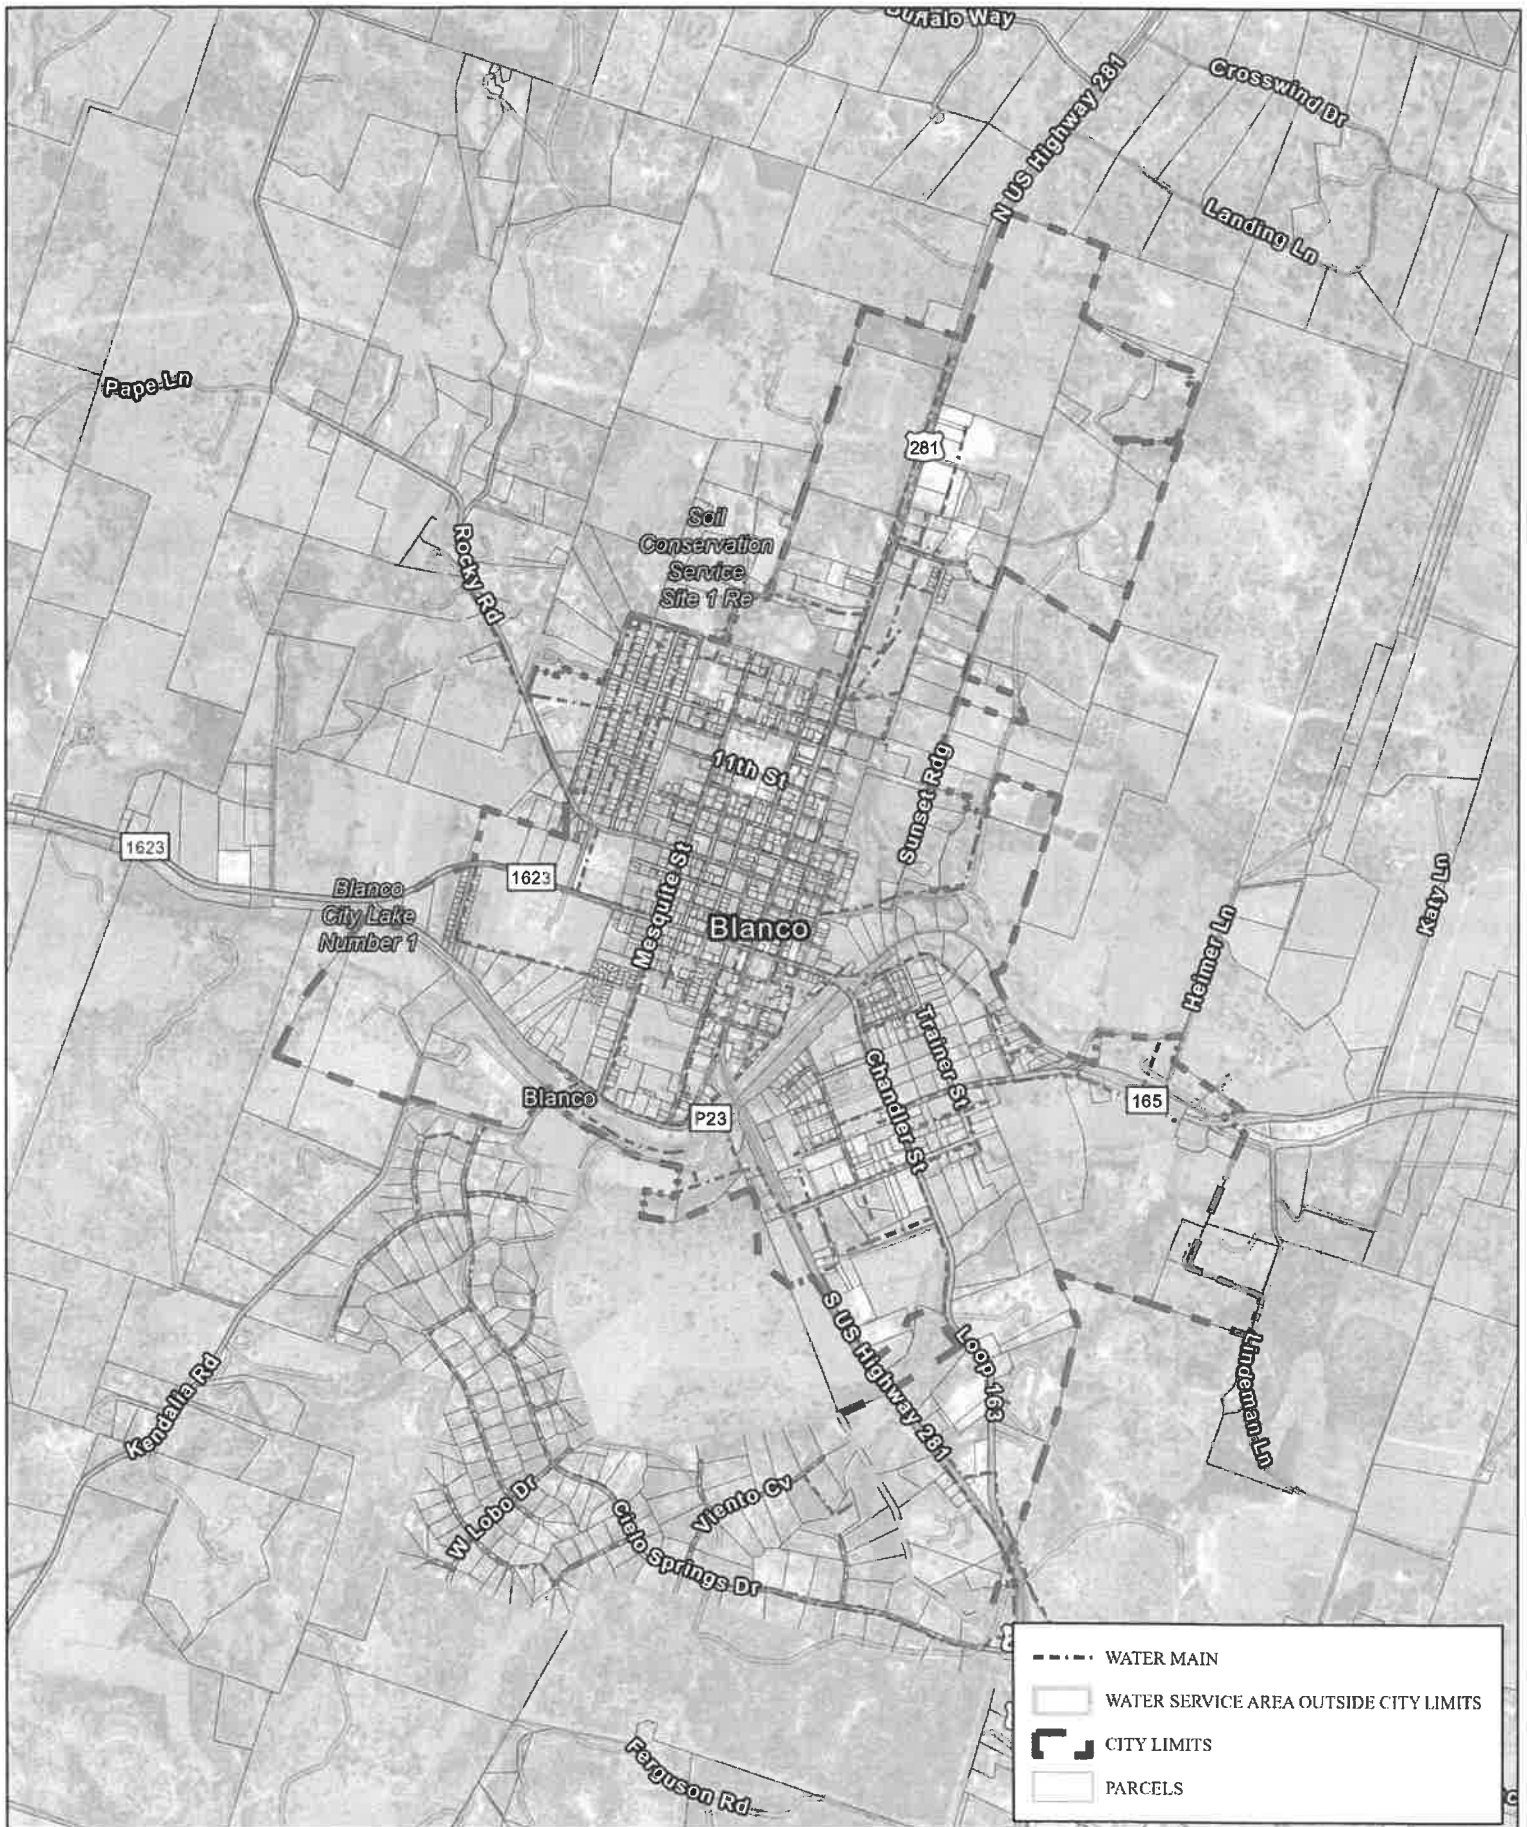 Buffalo Way
N US Highway 281
Crosswind Dr
Landing Ln
Pape Ln
281
Soil
Conservation
Service
Site 1 Re
Rocky Rd
11th St
Sunset Rdg
1623
1623
Blanco
City Lake
Number 1
Mesquite St
Blanco
Katy Ln
Heimer Ln
Trainer St
Chandler St
Blanco
P23
165
S US Highway 281
Loop 163
Lindeman Ln
Kendalia Rd
W Lobo Dr
Cielo Springs Dr
Viento Cv
Ferguson Rd
WATER MAIN
WATER SERVICE AREA OUTSIDE CITY LIMITS
CITY LIMITS
PARCELS